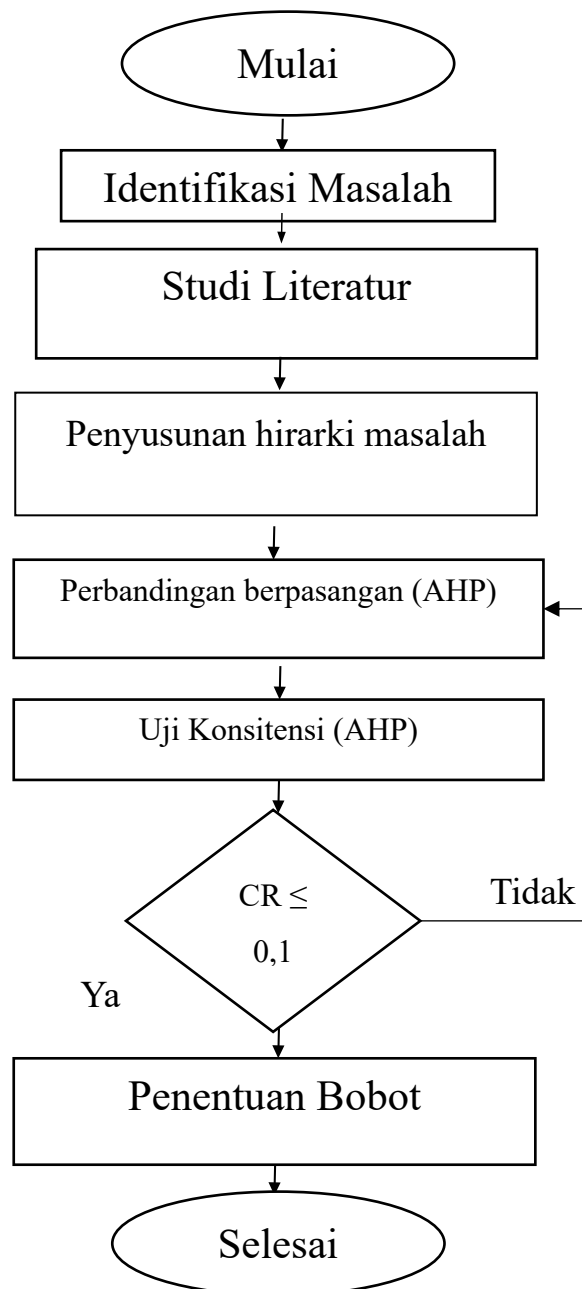 Mulai
Identifikasi Masalah
Studi Literatur
Penyusunan hirarki masalah
Perbandingan berpasangan (AHP)
Uji Konsitensi (AHP)
CR ≤
0,1
Tidak
Ya
Penentuan Bobot
Selesai